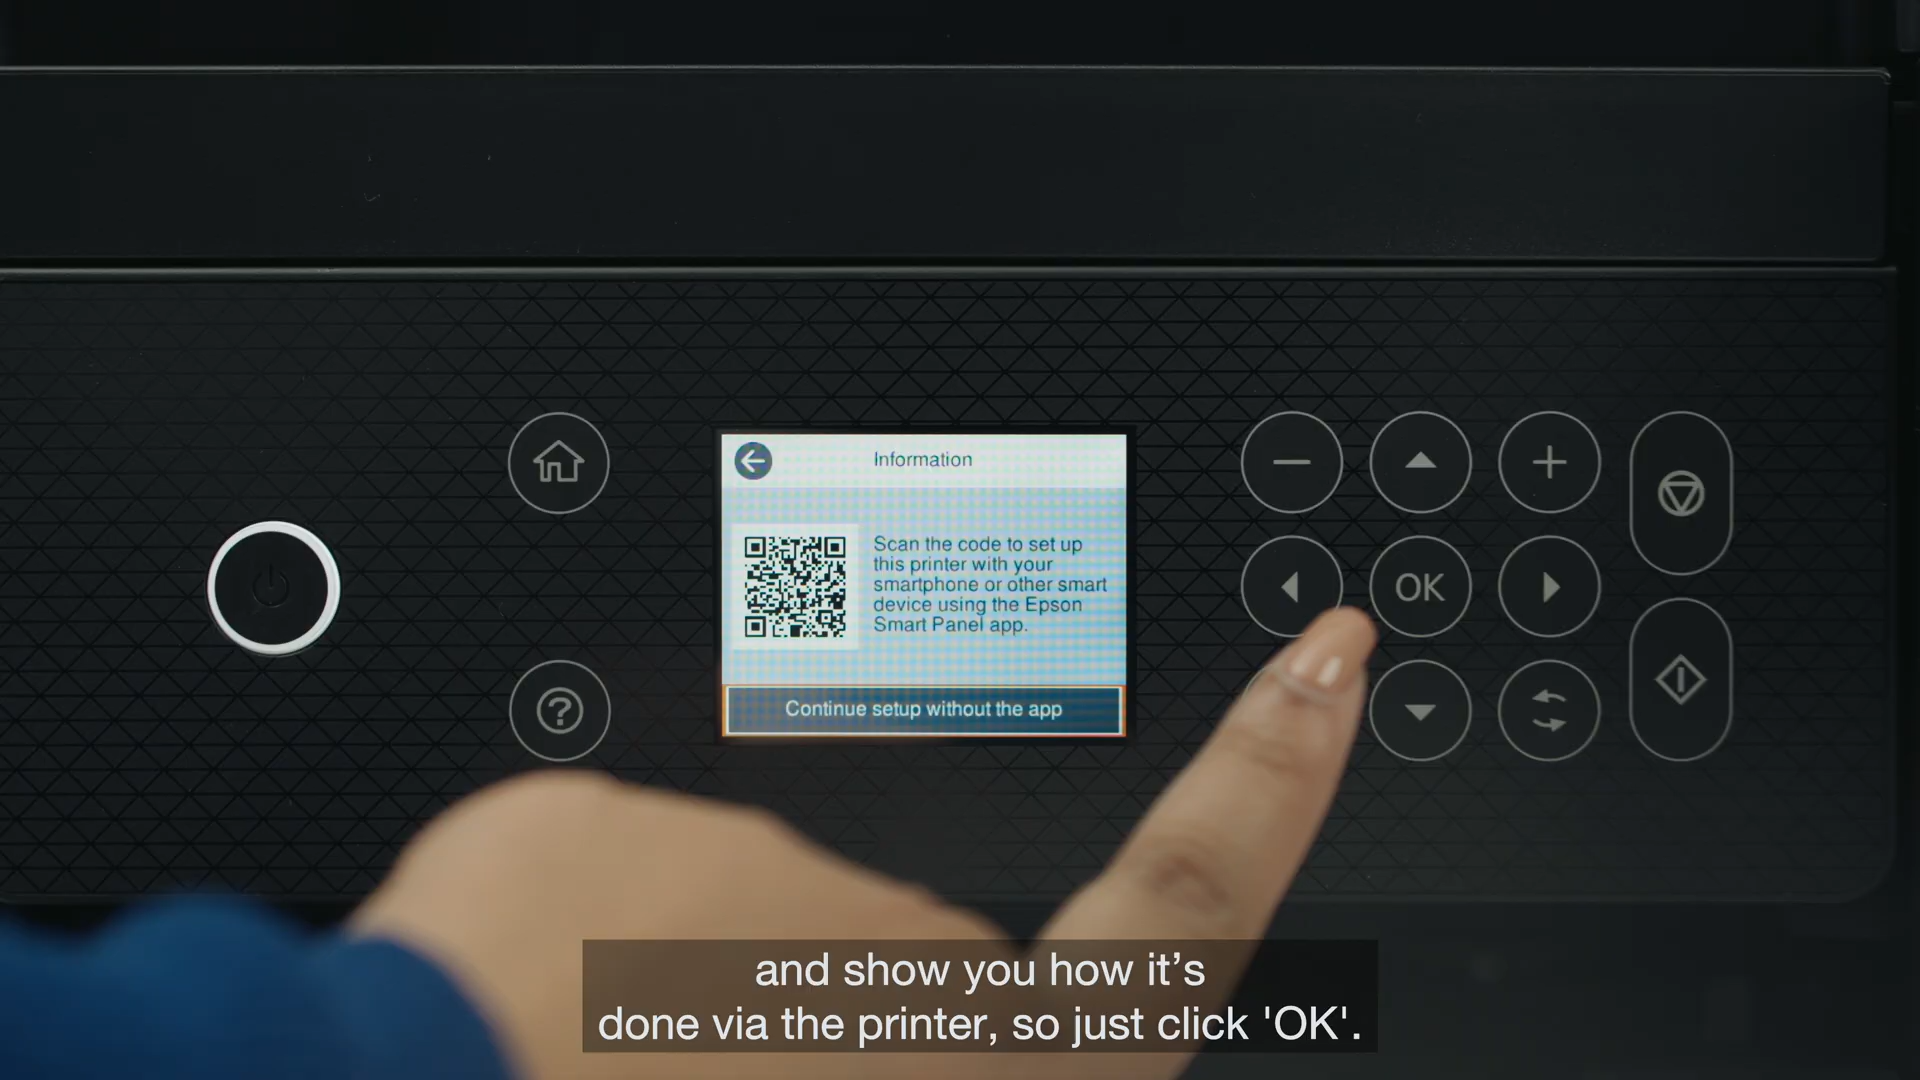 Information
Scan the code to set up
this printer with your
smartphone or other smart
device using the Epson
Smart Panel app.
Continue setup without the app
OK
and show you how it's
done via the printer, so just click 'OK'.